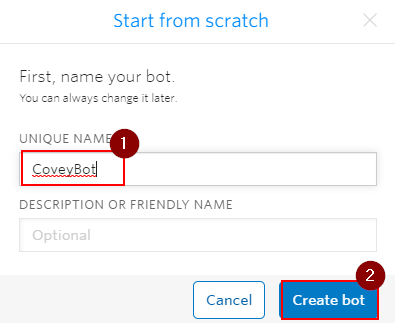 Start from scratch
First, name your bot.
You can always change it later.
UNIQUE NAME
1
CoveyBot
DESCRIPTION OR FRIENDLY NAME
Optional
2
Cancel
Create bot